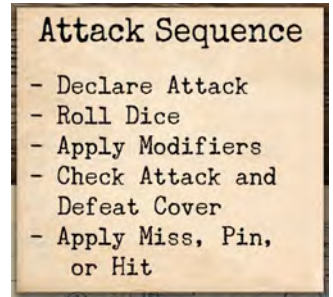 Attack Sequence
- Declare Attack
- Roll Dice
- Apply Modifiers
- Check Attack and
Defeat Cover
- Apply Miss, Pin,
or Hit